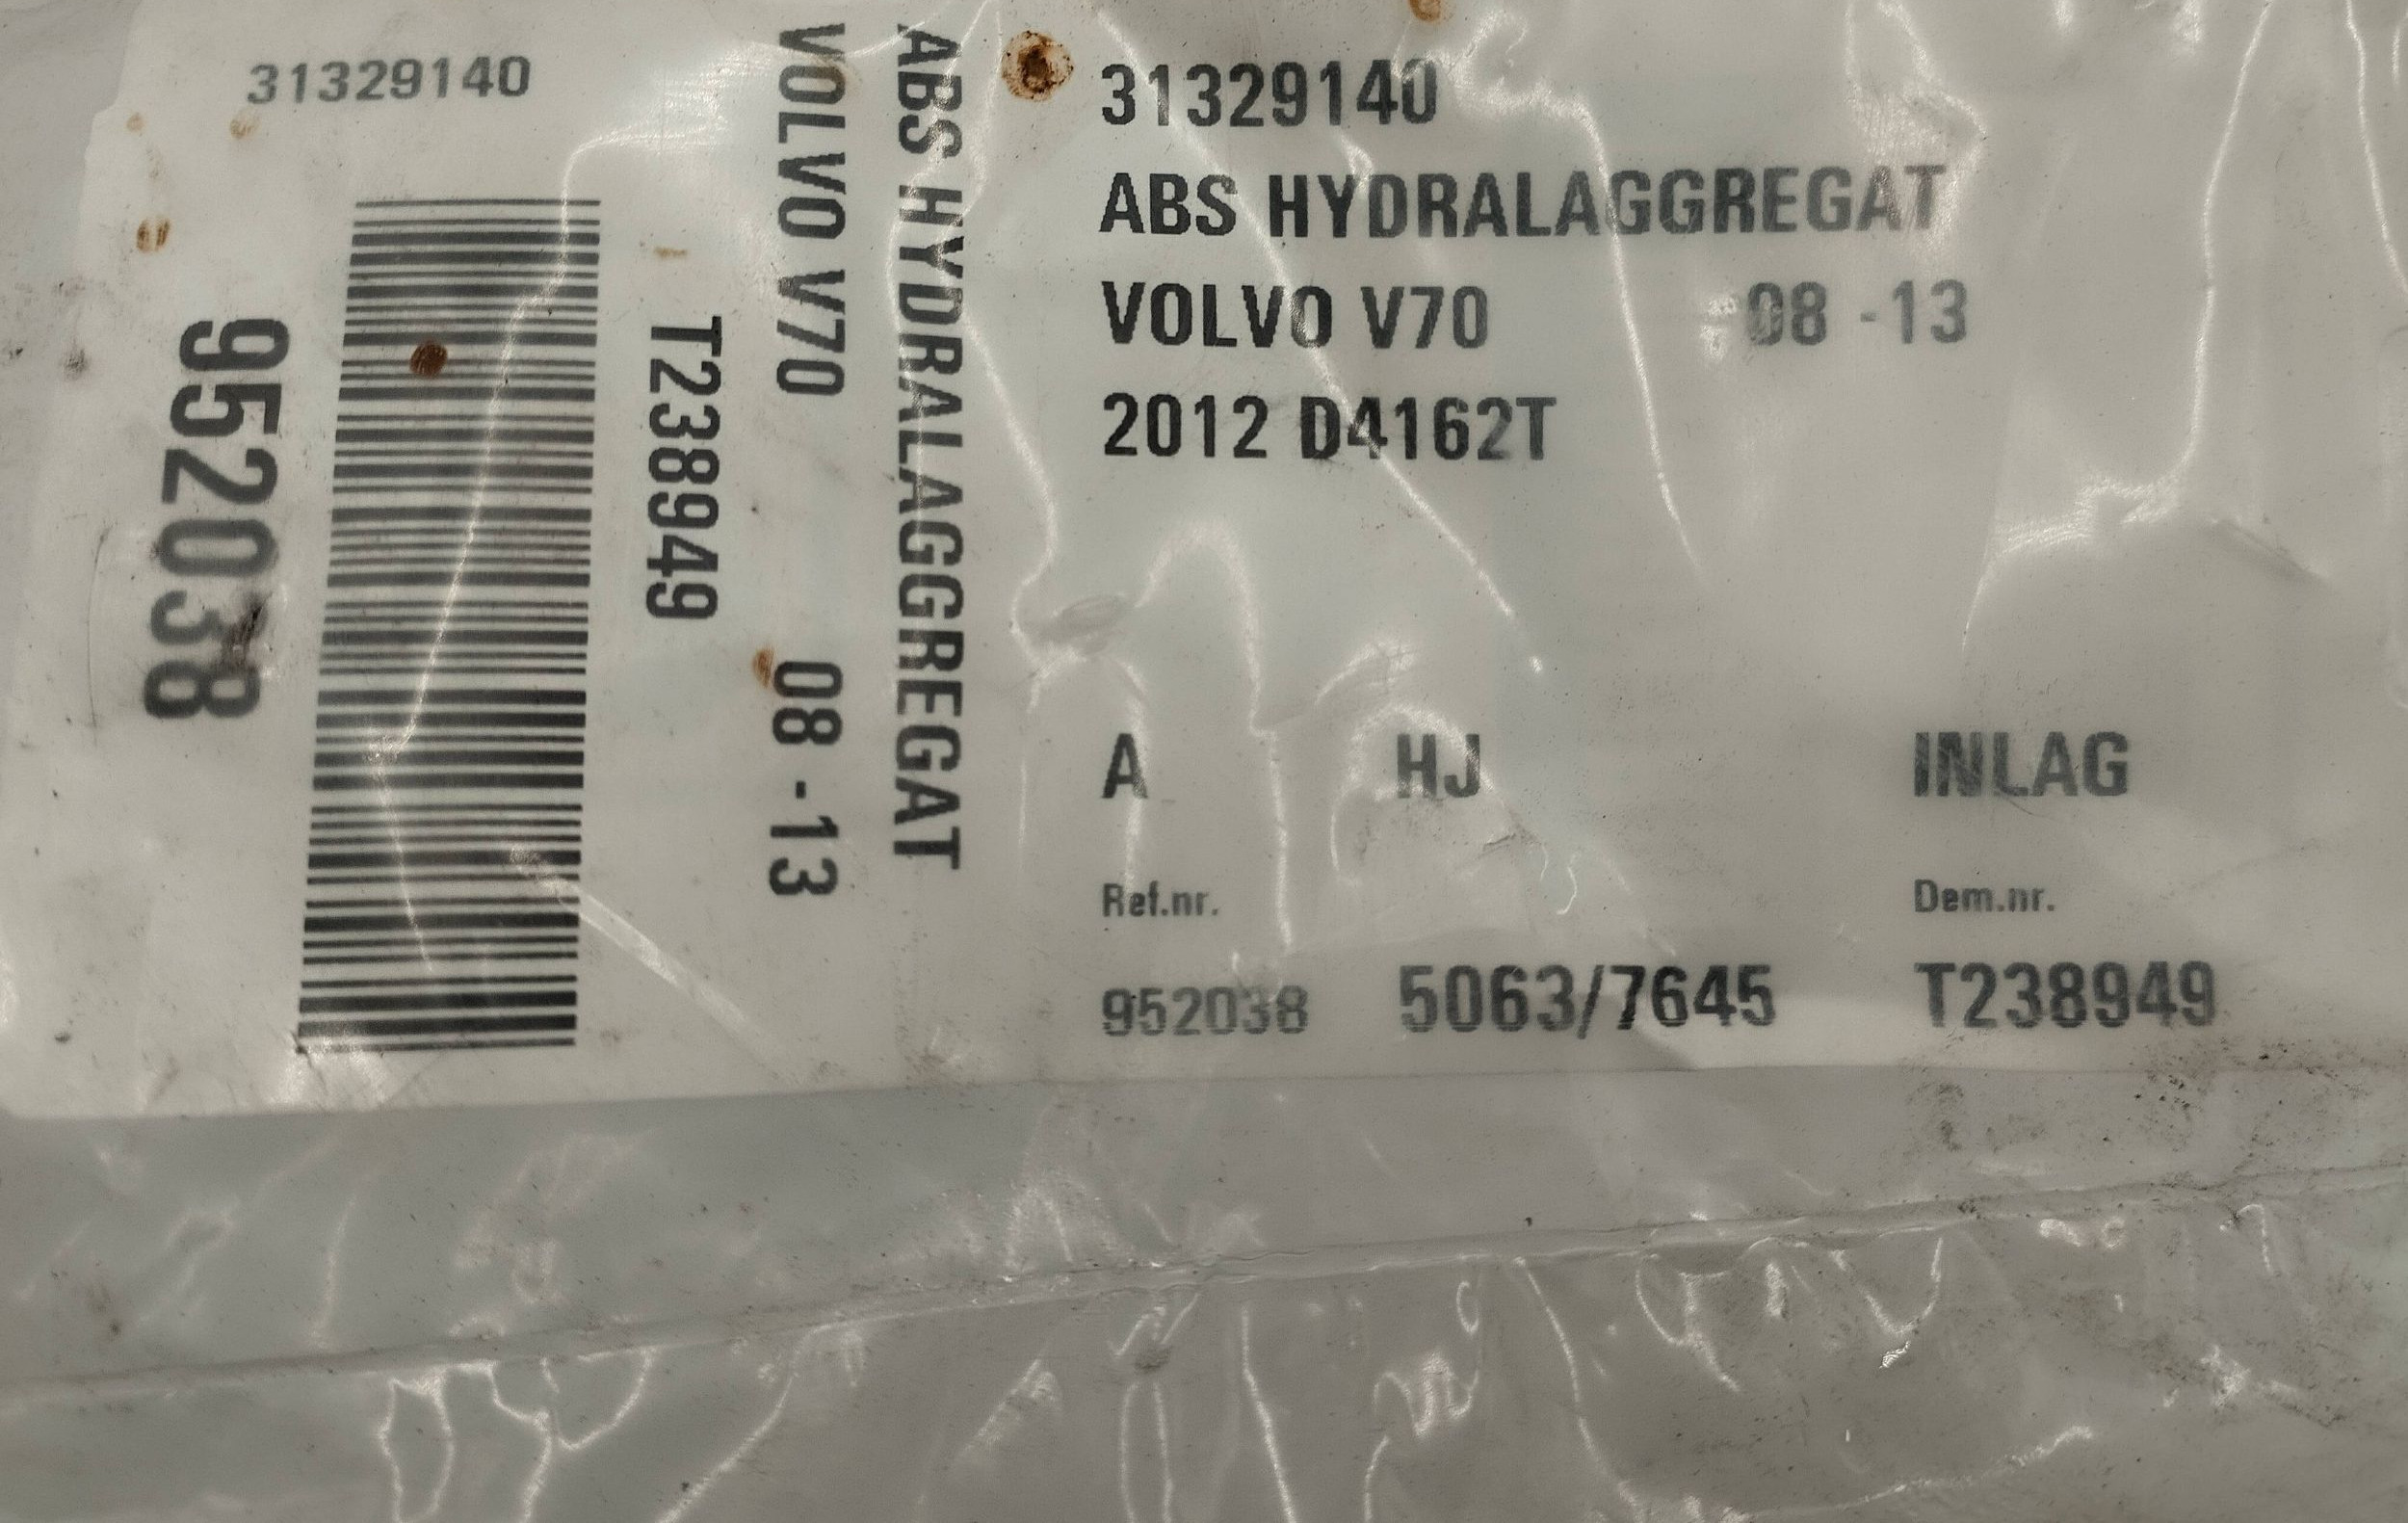 31329140
952038
T238949
VOLVO V70 08 -13
ABS HYDRALAGGREGAT
31329140
ABS HYDRALAGGREGAT
VOLVO V70 08 -13
2012 D4162T
A HJ INLAG
Ref.nr. Dem.nr.
952038 5063/7645 T238949